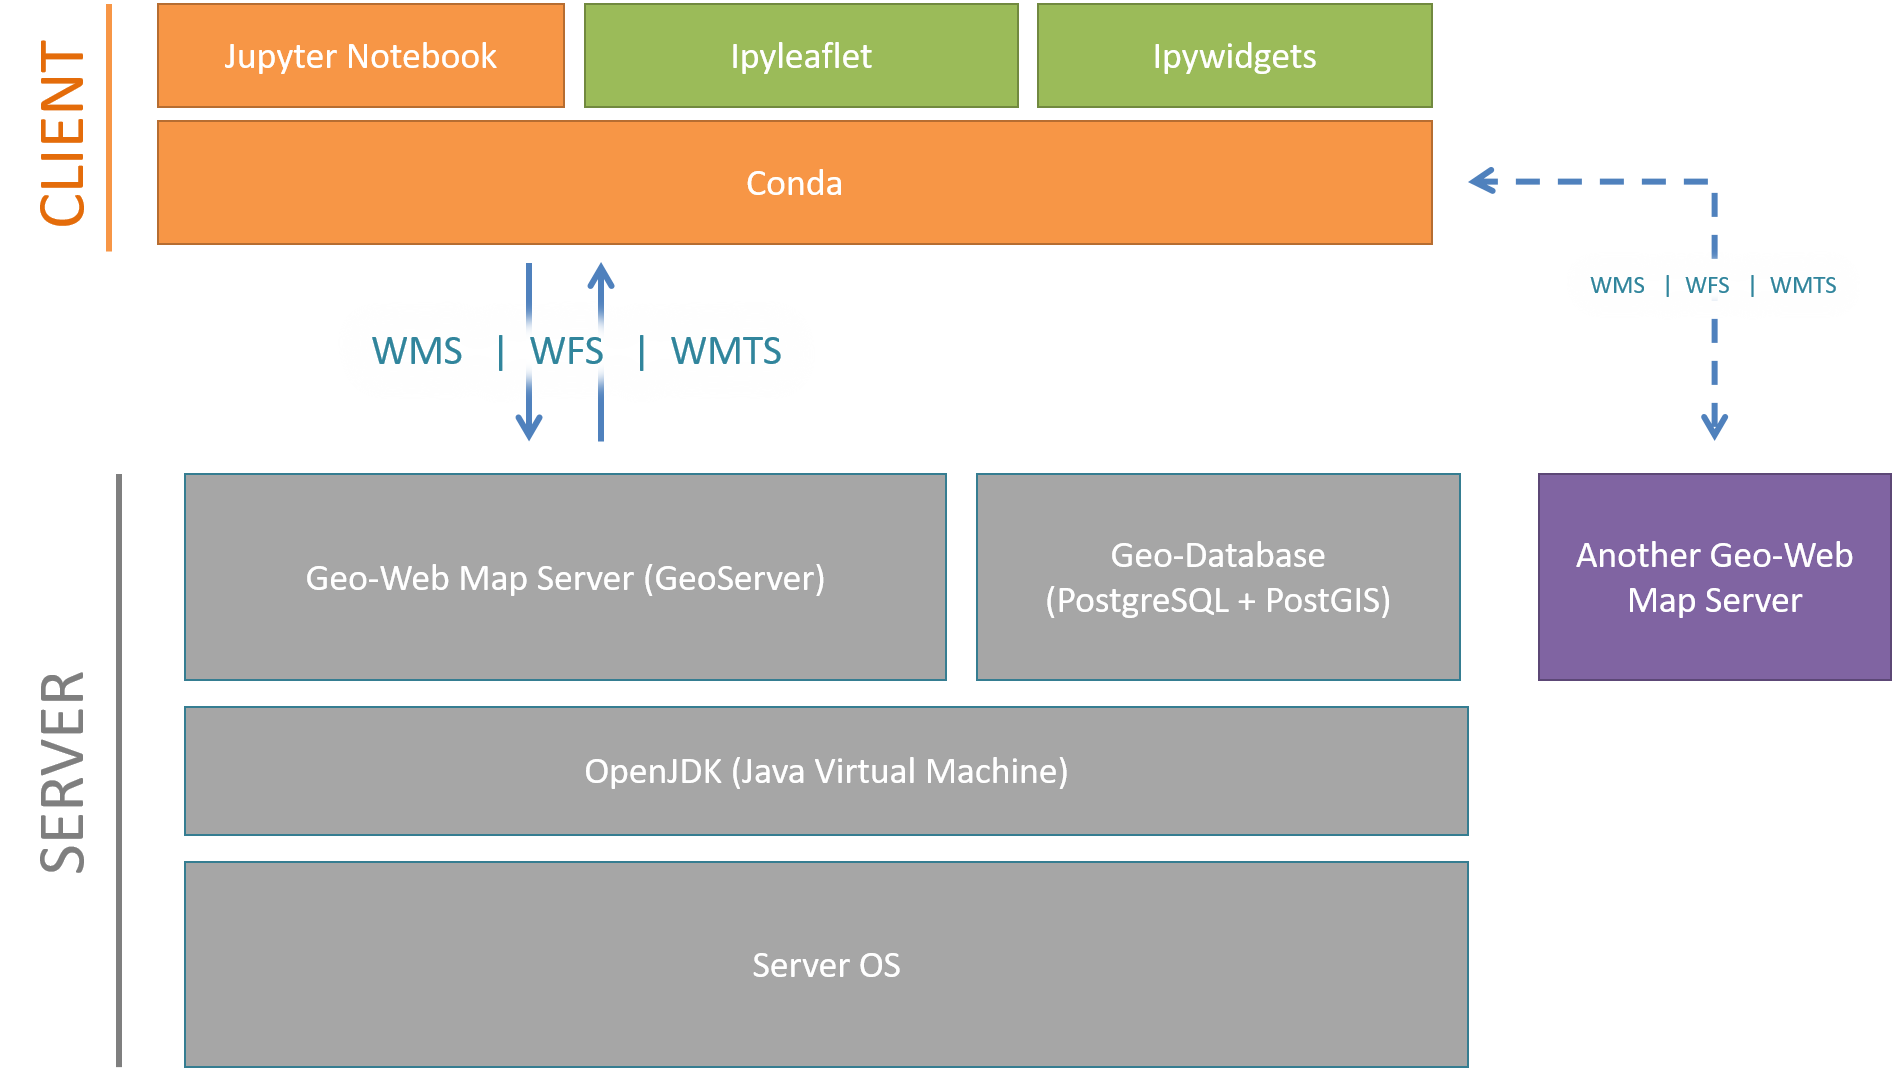 CLIENT
Jupyter Notebook
Ipyleaflet
Ipywidgets
Conda
WMS | WFS | WMTS
WMS | WFS | WMTS
SERVER
Geo-Web Map Server (GeoServer)
Geo-Database
(PostgreSQL + PostGIS)
Another Geo-Web
Map Server
OpenJDK (Java Virtual Machine)
Server OS